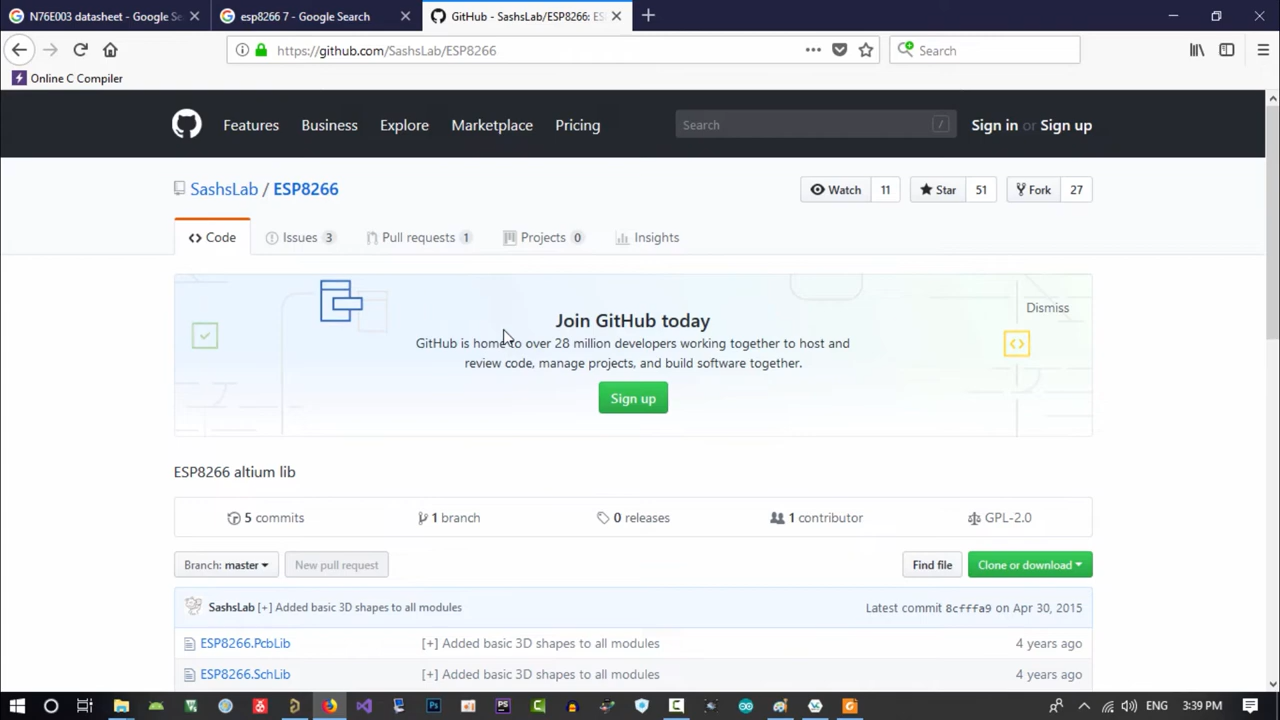 N76E003 datasheet - Google Se
esp8266 7 - Google Search
GitHub - SashsLab/ESP8266: ES
https://github.com/SashsLab/ESP8266
Search
Online C Compiler
Features
Business
Explore
Marketplace
Pricing
Search
/
Sign in or Sign up
SashsLab / ESP8266
Watch 11
Star 51
Fork 27
Code
Issues 3
Pull requests 1
Projects 0
Insights
Join GitHub today
Dismiss
GitHub is home to over 28 million developers working together to host and
review code, manage projects, and build software together.
Sign up
ESP8266 altium lib
5 commits
1 branch
0 releases
1 contributor
GPL-2.0
Branch: master
New pull request
Find file
Clone or download
SashsLab [+] Added basic 3D shapes to all modules
Latest commit 8cfffa9 on Apr 30, 2015
ESP8266.PcbLib
[+] Added basic 3D shapes to all modules
4 years ago
ESP8266.SchLib
[+] Added basic 3D shapes to all modules
4 years ago
ENG
3:39 PM